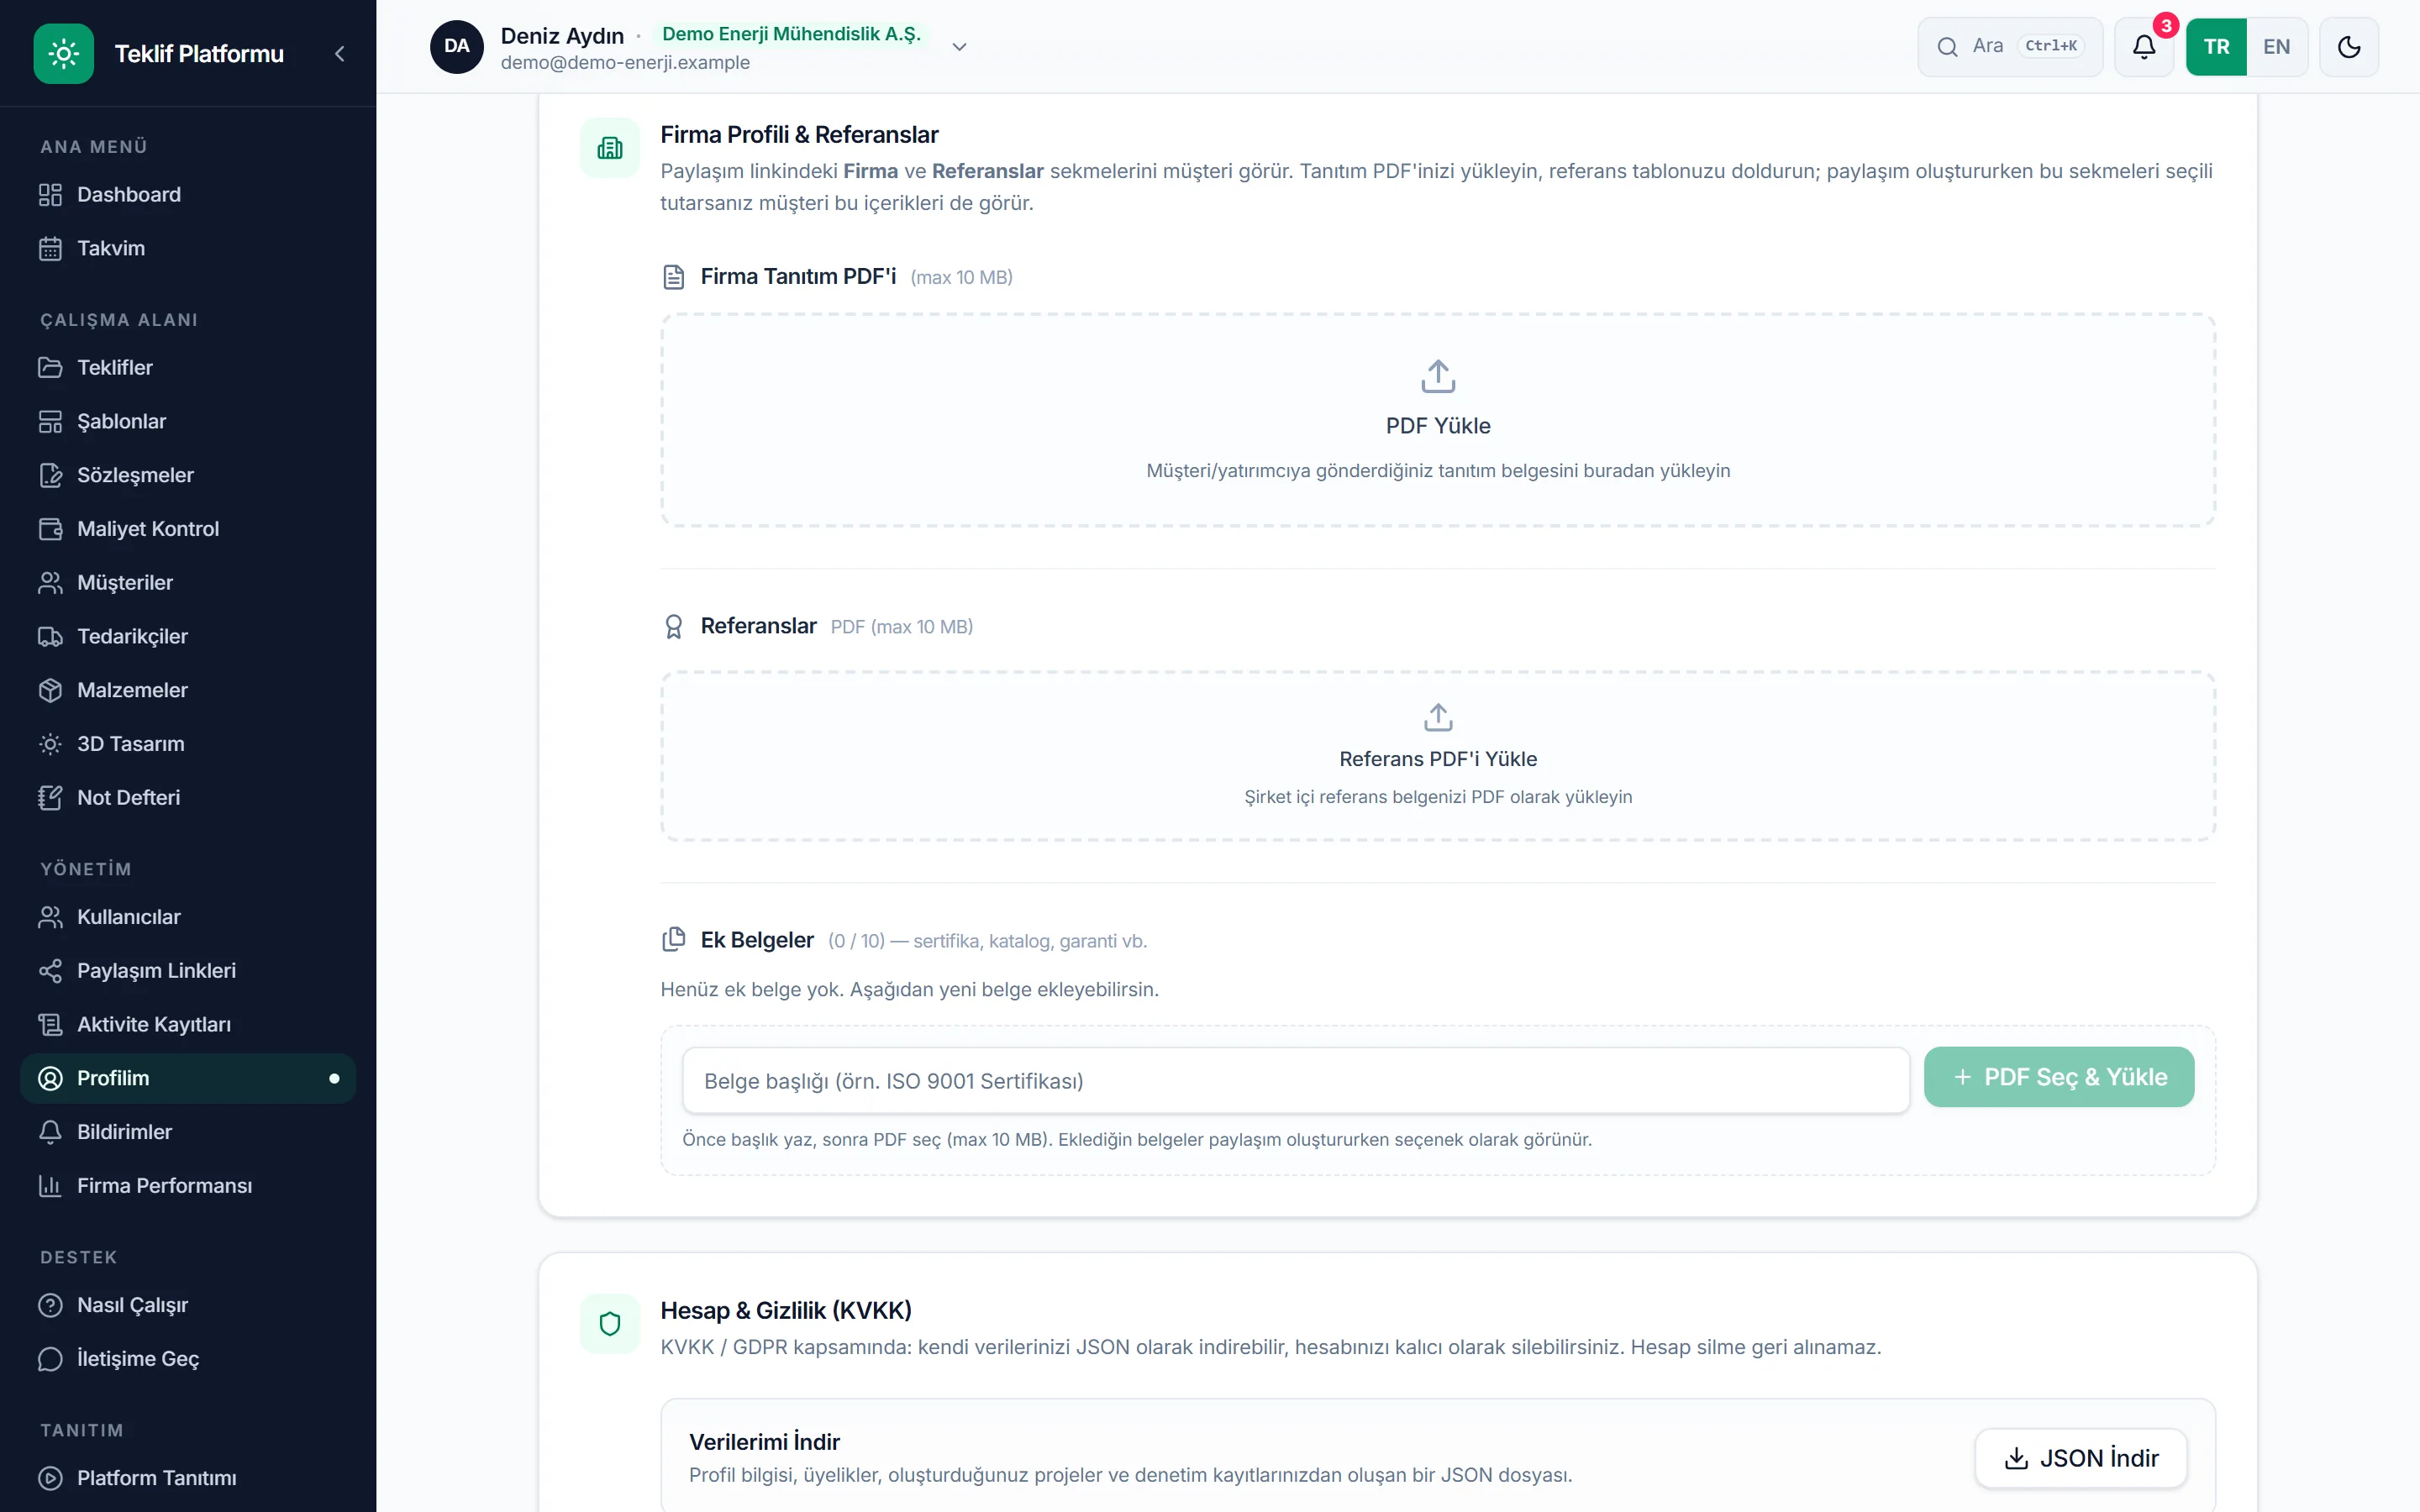 Teklif Platformu
ANA MENÜ
Dashboard
Takvim
ÇALIŞMA ALANI
Teklifler
Şablonlar
Sözleşmeler
Maliyet Kontrol
Müşteriler
Tedarikçiler
Malzemeler
3D Tasarım
Not Defteri
YÖNETİM
Kullanıcılar
Paylaşım Linkleri
Aktivite Kayıtları
Profilim
Bildirimler
Firma Performansı
DESTEK
Nasıl Çalışır
İletişime Geç
TANITIM
Platform Tanıtımı
DA
Deniz Aydın · Demo Enerji Mühendislik A.Ş.
demo@demo-enerji.example
Ara Ctrl+K
3
TR EN
Firma Profili & Referanslar
Paylaşım linkindeki Firma ve Referanslar sekmelerini müşteri görür. Tanıtım PDF'inizi yükleyin, referans tablonuzu doldurun; paylaşım oluştururken bu sekmeleri seçili
tutarsanız müşteri bu içerikleri de görür.
Firma Tanıtım PDF'i (max 10 MB)
PDF Yükle
Müşteri/yatırımcıya gönderdiğiniz tanıtım belgesini buradan yükleyin
Referanslar PDF (max 10 MB)
Referans PDF'i Yükle
Şirket içi referans belgenizi PDF olarak yükleyin
Ek Belgeler (0 / 10) — sertifika, katalog, garanti vb.
Henüz ek belge yok. Aşağıdan yeni belge ekleyebilirsin.
Belge başlığı (örn. ISO 9001 Sertifikası)
+ PDF Seç & Yükle
Önce başlık yaz, sonra PDF seç (max 10 MB). Eklediğin belgeler paylaşım oluştururken seçenek olarak görünür.
Hesap & Gizlilik (KVKK)
KVKK / GDPR kapsamında: kendi verilerinizi JSON olarak indirebilir, hesabınızı kalıcı olarak silebilirsiniz. Hesap silme geri alınamaz.
Verilerimi İndir
Profil bilgisi, üyelikler, oluşturduğunuz projeler ve denetim kayıtlarınızdan oluşan bir JSON dosyası.
JSON İndir